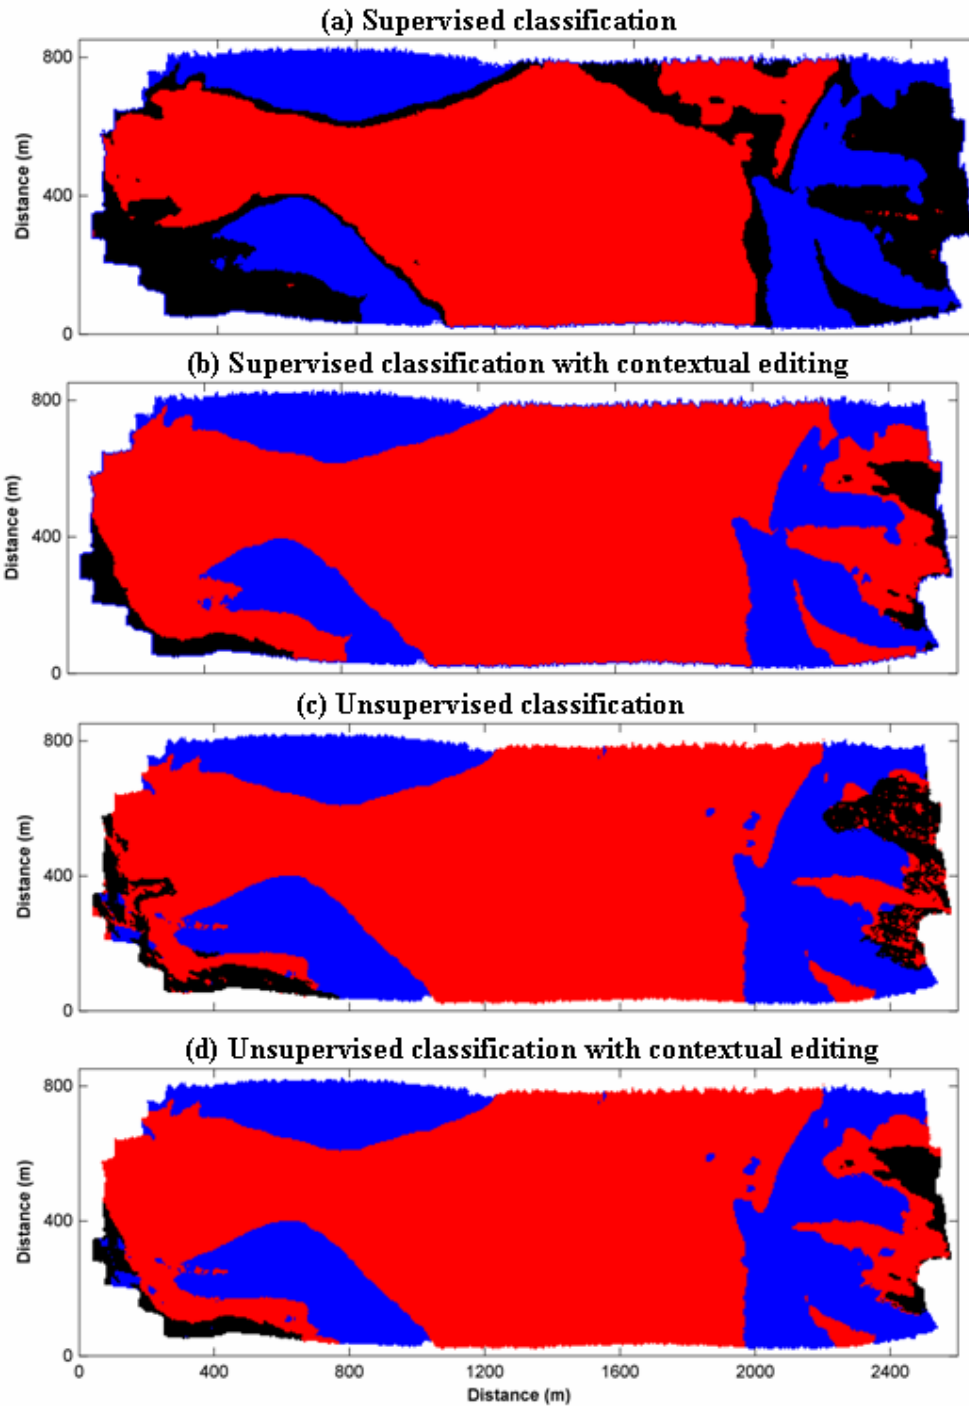 (a) Supervised classification
800
400
0
Distance (m)
(b) Supervised classification with contextual editing
800
400
0
Distance (m)
(c) Unsupervised classification
800
400
0
Distance (m)
(d) Unsupervised classification with contextual editing
800
400
0
Distance (m)
0 400 800 1200 1600 2000 2400
Distance (m)